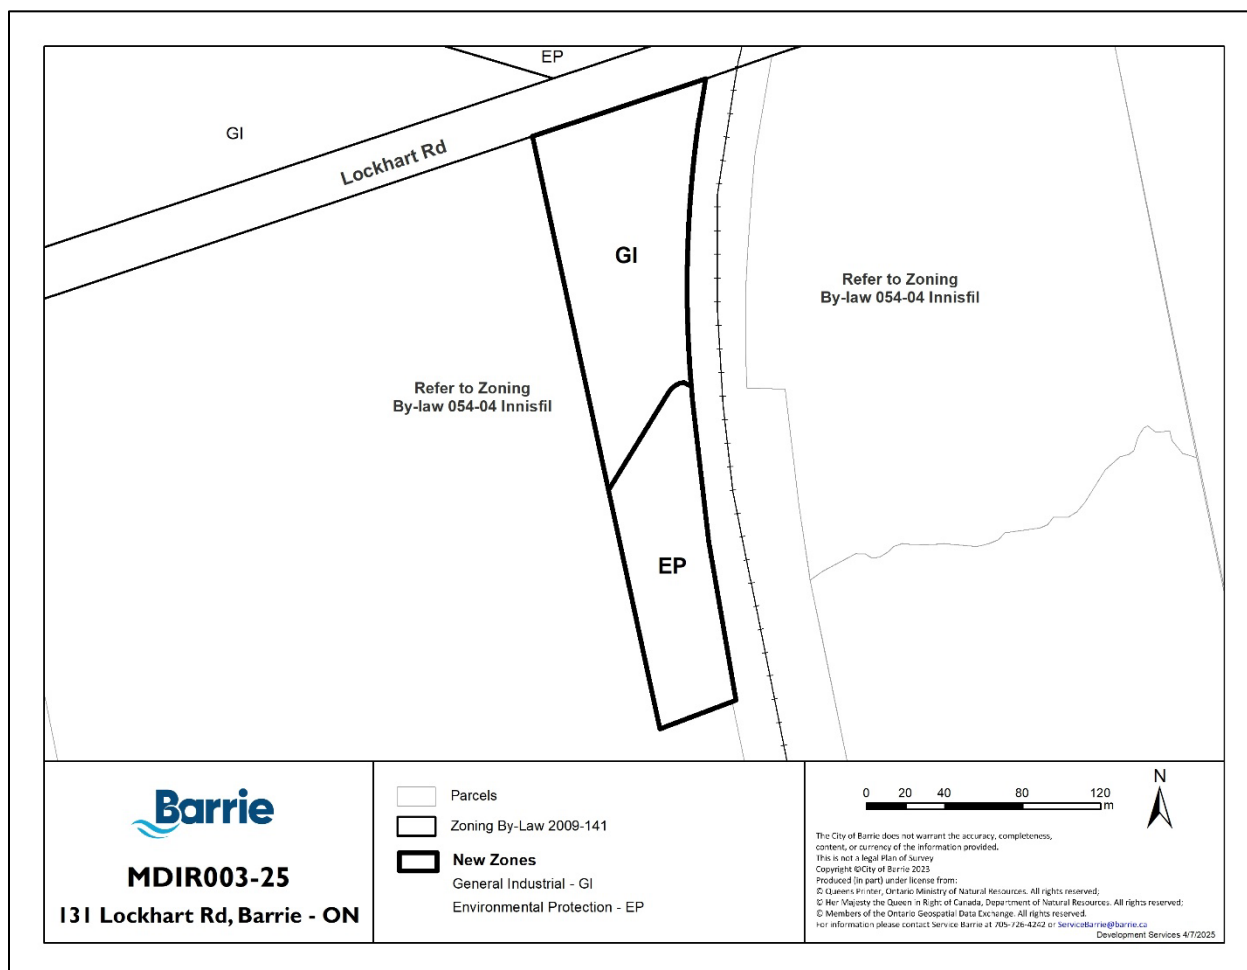 EP
GI
Lockhart Rd
GI
Refer to Zoning
By-law 054-04 Innisfil
Refer to Zoning
By-law 054-04 Innisfil
EP
Barrie
MDIR003-25
131 Lockhart Rd, Barrie - ON
Parcels
Zoning By-Law 2009-141
New Zones
General Industrial - GI
Environmental Protection - EP
N
0 20 40 80 120
m
The City of Barrie does not warrant the accuracy, completeness,
content, or currency of the information provided.
This is not a legal Plan of Survey
Copyright ©City of Barrie 2023
Produced (in part) under license from:
© Queens Printer, Ontario Ministry of Natural Resources. All rights reserved;
© Her Majesty the Queen in Right of Canada, Department of Natural Resources. All rights reserved;
© Members of the Ontario Geospatial Data Exchange. All rights reserved.
For information please contact Service Barrie at 705-726-4242 or ServiceBarrie@barrie.ca
Development Services 4/7/2025